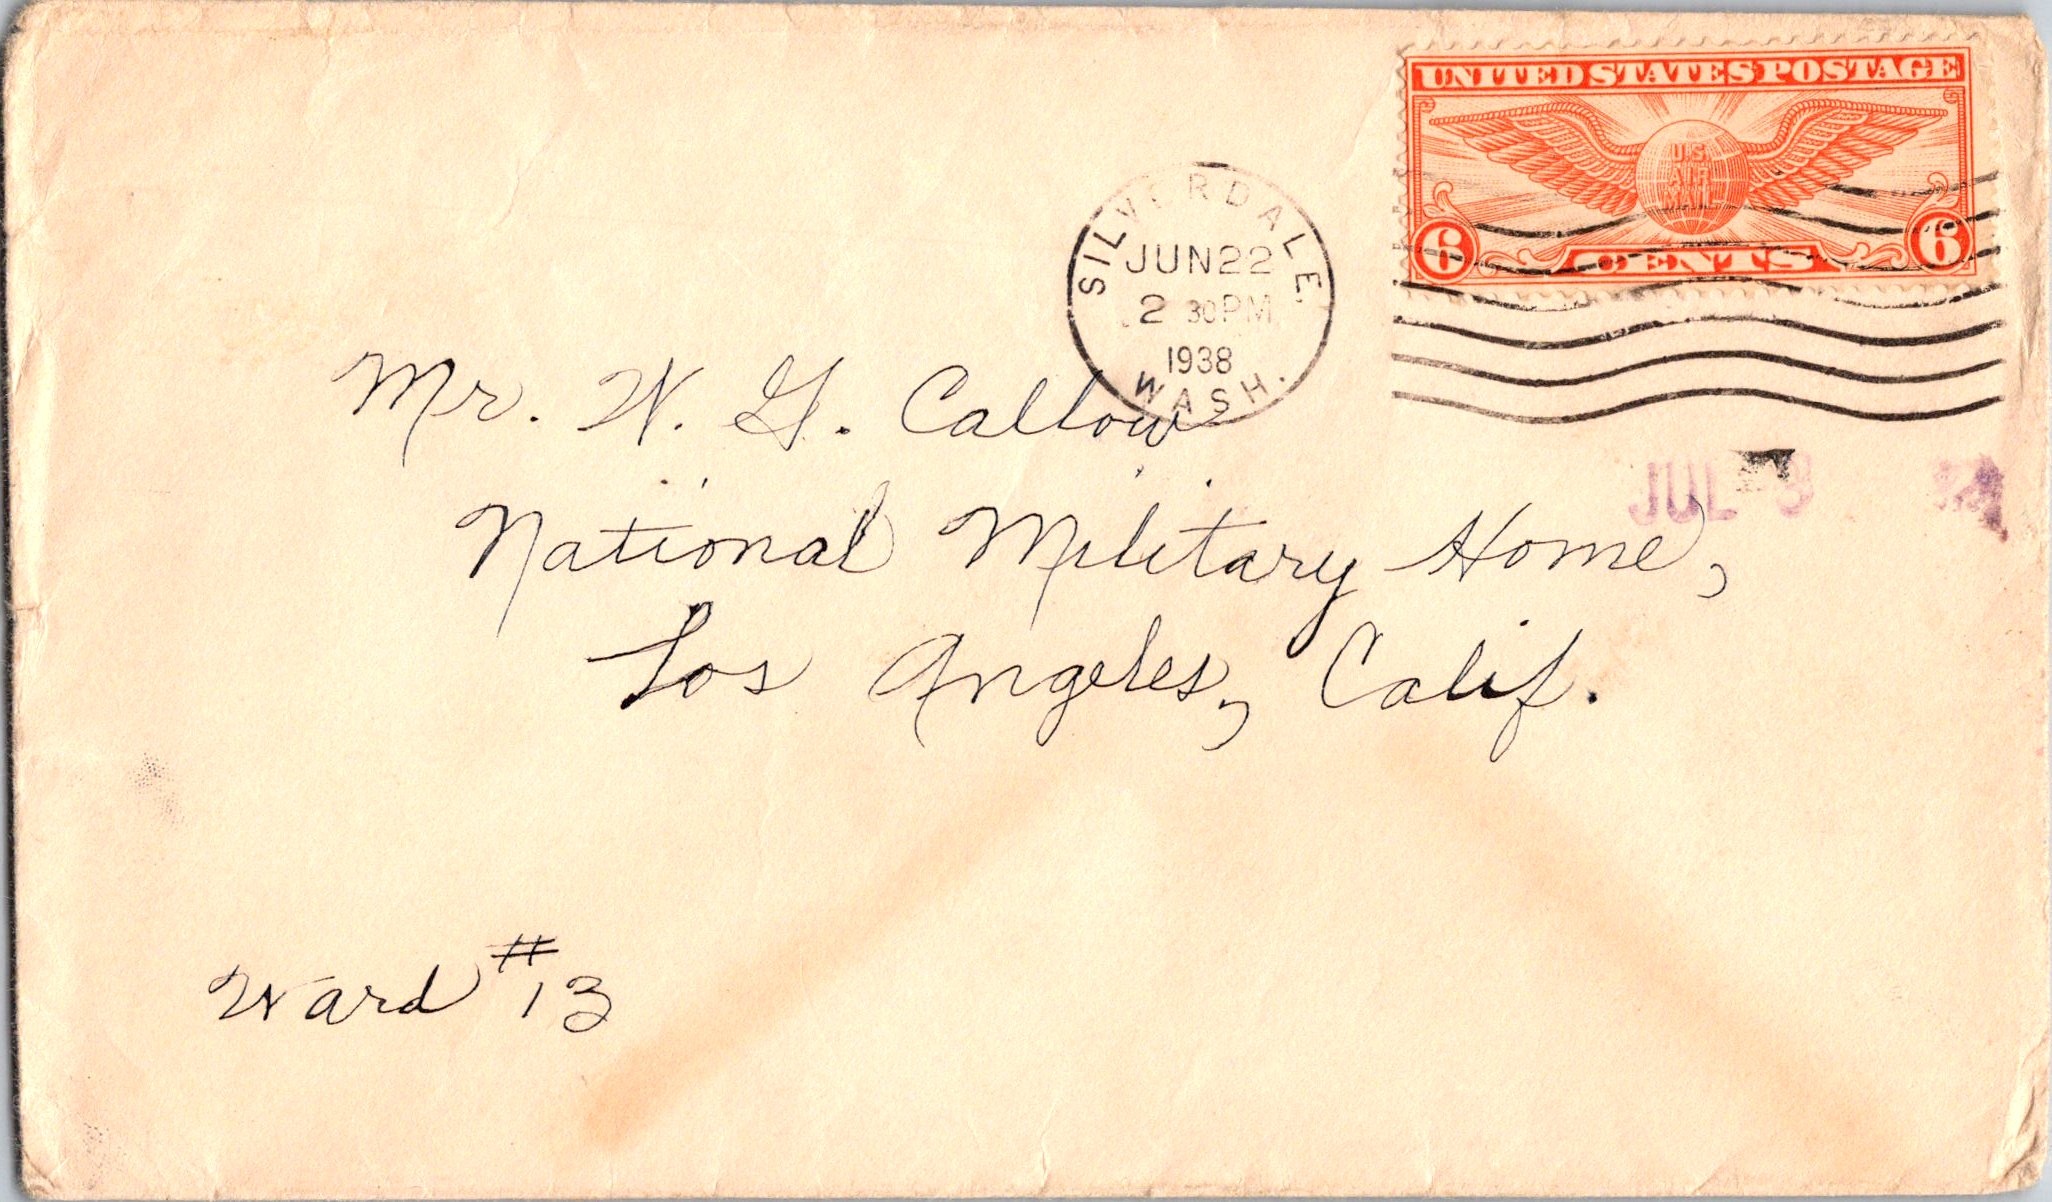 UNITED STATES POSTAGE
U.S.
AIR
MAIL
6 CENTS 6
SILVERDALE,
JUN 22
2 30 PM
1938
WASH.
JUL 3
Mr. W. G. Callow
National Military Home,
Los Angeles, Calif.
Ward #13